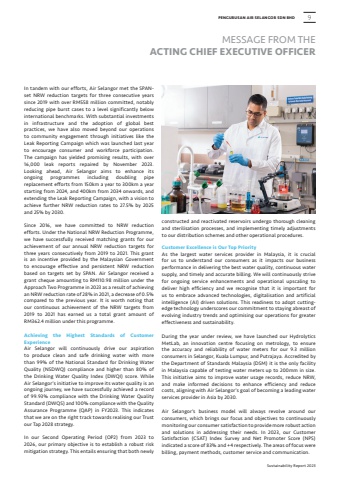 PENGURUSAN AIR SELANGOR SDN BHD 9
MESSAGE FROM THE
ACTING CHIEF EXECUTIVE OFFICER
In tandem with our efforts, Air Selangor met the SPAN-
set NRW reduction targets for three consecutive years
since 2019 with over RM558 million committed, notably
reducing pipe burst cases to a level significantly below
international benchmarks. With substantial investments
in infrastructure and the adoption of global best
practices, we have also moved beyond our operations
to community engagement through initiatives like the
Leak Reporting Campaign which was launched last year
to encourage consumer and workforce participation.
The campaign has yielded promising results, with over
16,000 leak reports repaired by November 2023.
Looking ahead, Air Selangor aims to enhance its
ongoing programmes including doubling pipe
replacement efforts from 150km a year to 300km a year
starting from 2024, and 400km from 2034 onwards, and
extending the Leak Reporting Campaign, with a vision to
achieve further NRW reduction rates to 27.5% by 2025
and 25% by 2030.
Since 2016, we have committed to NRW reduction
efforts. Under the National NRW Reduction Programme,
we have successfully received matching grants for our
achievement of our annual NRW reduction targets for
three years consecutively from 2019 to 2021. This grant
is an incentive provided by the Malaysian Government
to encourage effective and persistent NRW reduction
based on targets set by SPAN. Air Selangor received a
grant cheque amounting to RM110.98 million under the
Approach Two Programme in 2023 as a result of achieving
an NRW reduction rate of 28% in 2021, a decrease of 0.5%
compared to the previous year. It is worth noting that
our continuous achievement of the NRW targets from
2019 to 2021 has earned us a total grant amount of
RM262.4 million under this programme.
Achieving the Highest Standards of Customer
Experience
Air Selangor will continuously drive our aspiration
to produce clean and safe drinking water with more
than 99% of the National Standard for Drinking Water
Quality (NSDWQ) compliance and higher than 80% of
the Drinking Water Quality Index (DWQI) score. While
Air Selangor's initiative to improve its water quality is an
ongoing journey, we have successfully achieved a record
of 99.93% compliance with the Drinking Water Quality
Standard (DWQS) and 100% compliance with the Quality
Assurance Programme (QAP) in FY2023. This indicates
that we are on the right track towards realising our Trust
our Tap 2028 strategy.
In our Second Operating Period (OP2) from 2023 to
2026, our primary objective is to establish a robust risk
mitigation strategy. This entails ensuring that both newly
constructed and reactivated reservoirs undergo thorough cleaning
and sterilisation processes, and implementing timely adjustments
to our distribution schemes and other operational procedures.
Customer Excellence is Our Top Priority
As the largest water services provider in Malaysia, it is crucial
for us to understand our consumers as it impacts our business
performance in delivering the best water quality, continuous water
supply, and timely and accurate billing. We will continuously strive
for ongoing service enhancements and operational upscaling to
deliver high efficiency and we recognise that it is important for
us to embrace advanced technologies, digitalisation and artificial
intelligence (AI) driven solutions. This readiness to adopt cutting-
edge technology underscores our commitment to staying abreast of
evolving industry trends and optimising our operations for greater
effectiveness and sustainability.
During the year under review, we have launched our Hydrolytics
MetLab, an innovation centre focusing on metrology, to ensure
the accuracy and reliability of water meters for our 9.3 million
consumers in Selangor, Kuala Lumpur, and Putrajaya. Accredited by
the Department of Standards Malaysia (DSM) it is the only facility
in Malaysia capable of testing water meters up to 200mm in size.
This initiative aims to improve water usage records, reduce NRW,
and make informed decisions to enhance efficiency and reduce
costs, aligning with Air Selangor's goal of becoming a leading water
services provider in Asia by 2030.
Air Selangor's business model will always revolve around our
consumers, which brings our focus and objectives to continuously
monitoring our consumer satisfaction to provide more robust action
and solutions in addressing their needs. In 2023, our Customer
Satisfaction (CSAT) Index Survey and Net Promoter Score (NPS)
indicated a score of 83% and +4 respectively. The areas of focus were
billing, payment methods, customer service and communication.
Sustainability Report 2023